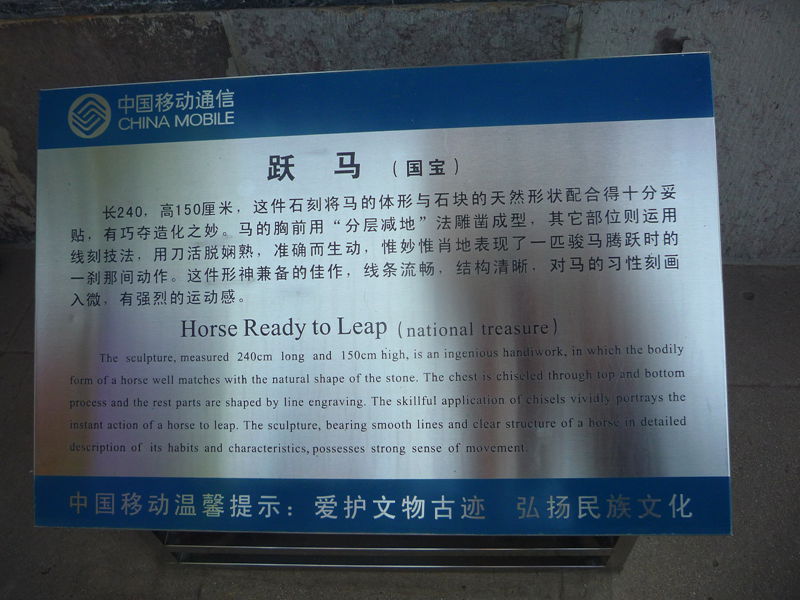 中国移动通信
CHINA MOBILE
跃 马 （国宝）
长240，高150厘米，这件石刻将马的体形与石块的天然形状配合得十分妥
贴，有巧夺造化之妙。马的胸前用“分层减地”法雕凿成型，其它部位则运用
线刻技法，用刀活脱娴熟，准确而生动，惟妙惟肖地表现了一匹骏马腾跃时的
一刹那间动作。这件形神兼备的佳作，线条流畅，结构清晰，对马的习性刻画
入微，有强烈的运动感。
Horse Ready to Leap (national treasure)
The sculpture, measured 240cm long and 150cm high, is an ingenious handiwork, in which the bodily
form of a horse well matches with the natural shape of the stone. The chest is chiseled through top and bottom
process and the rest parts are shaped by line engraving. The skillful application of chisels vividly portrays the
instant action of a horse to leap. The sculpture, bearing smooth lines and clear structure of a horse in detailed
description of its habits and characteristics, possesses strong sense of movement.
中国移动温馨提示：爱护文物古迹 弘扬民族文化